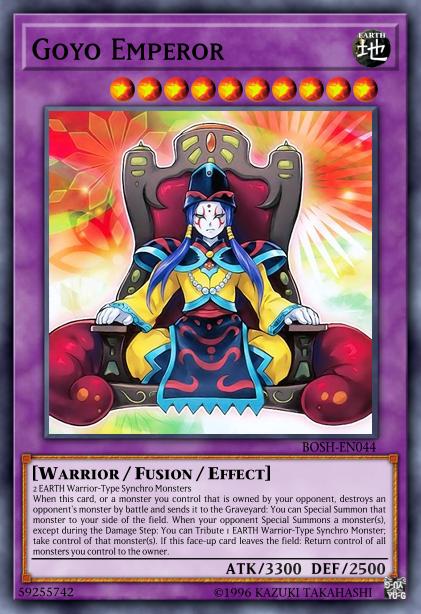 Goyo Emperor
EARTH
地
BOSH-EN044
[Warrior / Fusion / Effect]
2 EARTH Warrior-Type Synchro Monsters
When this card, or a monster you control that is owned by your opponent, destroys an
opponent's monster by battle and sends it to the Graveyard: You can Special Summon that
monster to your side of the field. When your opponent Special Summons a monster(s),
except during the Damage Step: You can Tribute 1 EARTH Warrior-Type Synchro Monster;
take control of that monster(s). If this face-up card leaves the field: Return control of all
monsters you control to the owner.
ATK/3300 DEF/2500
59255742
©1996 KAZUKI TAKAHASHI